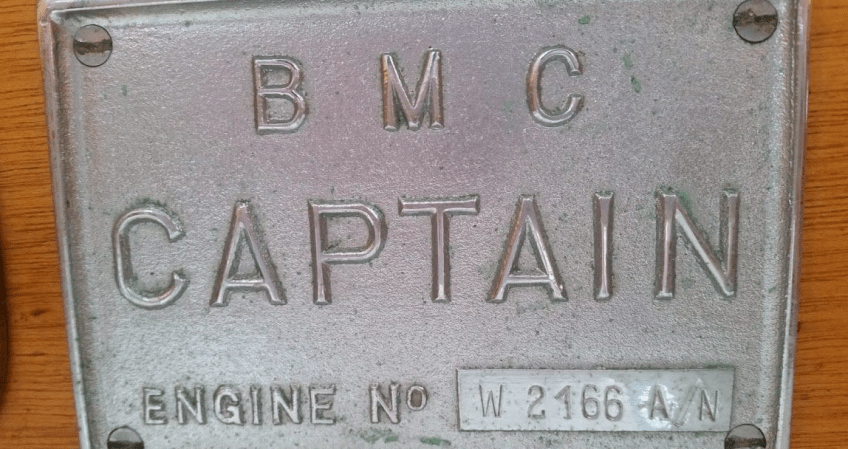 B M C
CAPTAIN
ENGINE Nº W 2166 A/N